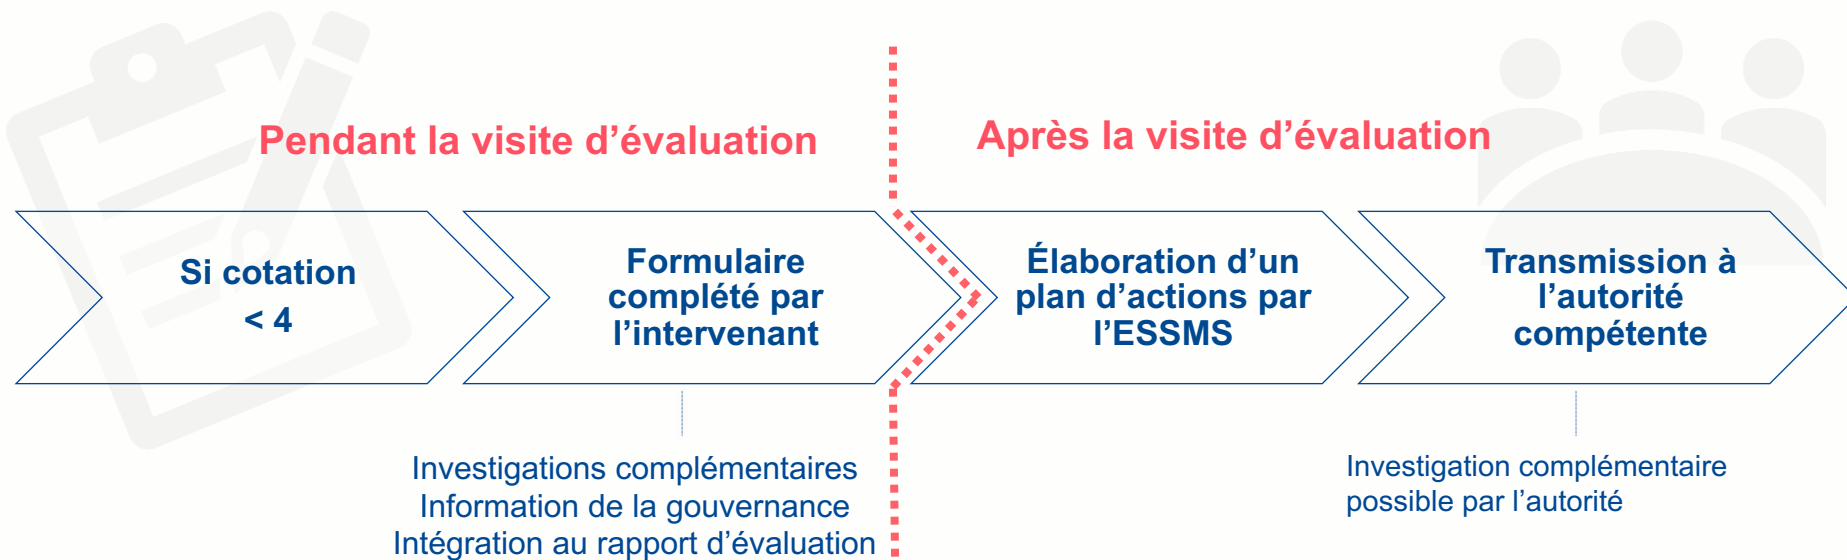 Pendant la visite d’évaluation
Après la visite d’évaluation
Si cotation
< 4
Formulaire
complété par
l’intervenant
Élaboration d’un
plan d’actions par
l’ESSMS
Transmission à
l’autorité
compétente
Investigations complémentaires
Information de la gouvernance
Intégration au rapport d’évaluation
Investigation complémentaire
possible par l’autorité